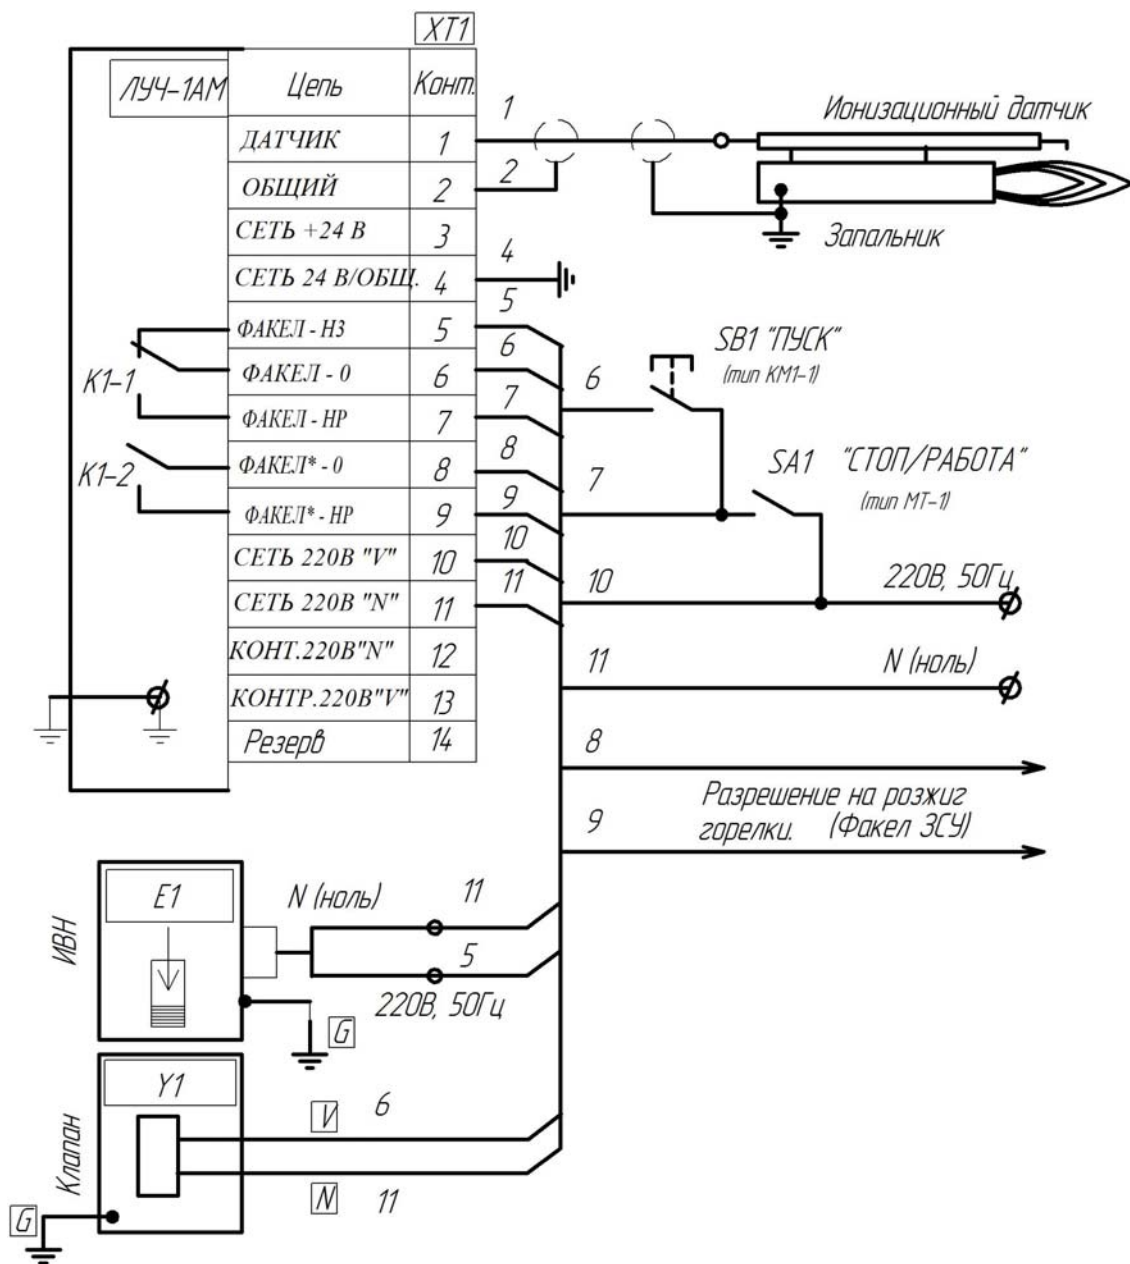 ХТ1
ЛУЧ-1АМ Цепь Конт.
ДАТЧИК 1
ОБЩИЙ 2
СЕТЬ +24 В 3
СЕТЬ 24 В/ОБЩ. 4
ФАКЕЛ - НЗ 5
ФАКЕЛ - 0 6
ФАКЕЛ - НР 7
ФАКЕЛ* - 0 8
ФАКЕЛ* - НР 9
СЕТЬ 220В "V" 10
СЕТЬ 220В "N" 11
КОНТ.220В"N" 12
КОНТР.220В"V" 13
Резерв 14
К1-1
К1-2
1
2
4
5
6
7
8
9
10
11
Ионизационный датчик
Запальник
SB1 "ПУСК"
(тип КМ1-1)
6
SA1 "СТОП/РАБОТА"
(тип МТ-1)
7
10
220В, 50Гц
11
N (ноль)
8
Разрешение на розжиг
горелки. (Факел ЗСУ)
9
ИВН
E1
N (ноль) 11
5
220В, 50Гц
G
Клапан
Y1
V 6
N 11
G